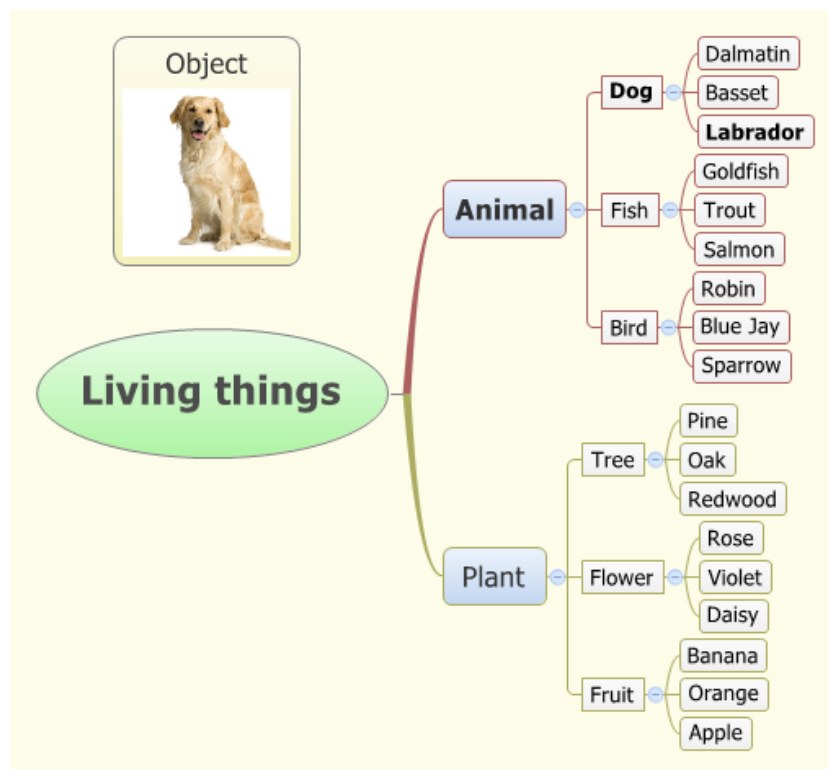 Object
Living things
Animal
Dog
Dalmatin
Basset
Labrador
Fish
Goldfish
Trout
Salmon
Bird
Robin
Blue Jay
Sparrow
Plant
Tree
Pine
Oak
Redwood
Flower
Rose
Violet
Daisy
Fruit
Banana
Orange
Apple